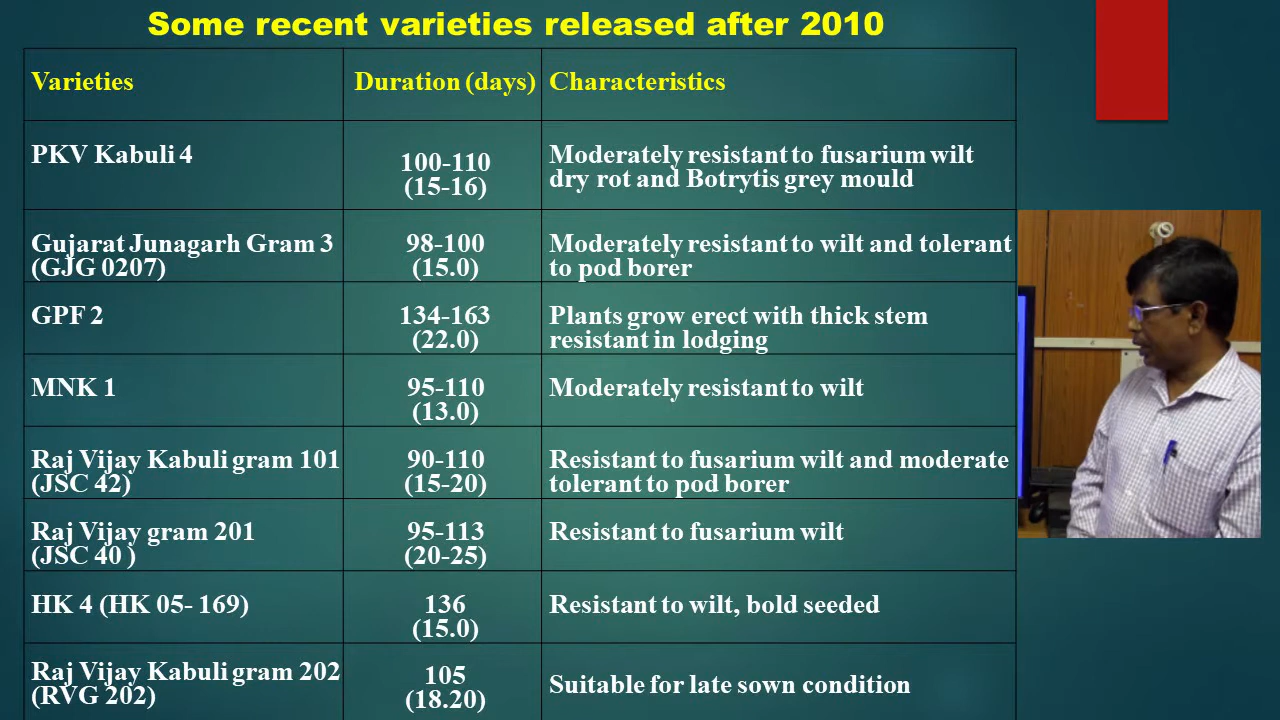 Some recent varieties released after 2010
Varieties
Duration (days)
Characteristics
PKV Kabuli 4
100-110
(15-16)
Moderately resistant to fusarium wilt
dry rot and Botrytis grey mould
Gujarat Junagarh Gram 3
(GJG 0207)
98-100
(15.0)
Moderately resistant to wilt and tolerant
to pod borer
GPF 2
134-163
(22.0)
Plants grow erect with thick stem
resistant in lodging
MNK 1
95-110
(13.0)
Moderately resistant to wilt
Raj Vijay Kabuli gram 101
(JSC 42)
90-110
(15-20)
Resistant to fusarium wilt and moderate
tolerant to pod borer
Raj Vijay gram 201
(JSC 40 )
95-113
(20-25)
Resistant to fusarium wilt
HK 4 (HK 05- 169)
136
(15.0)
Resistant to wilt, bold seeded
Raj Vijay Kabuli gram 202
(RVG 202)
105
(18.20)
Suitable for late sown condition